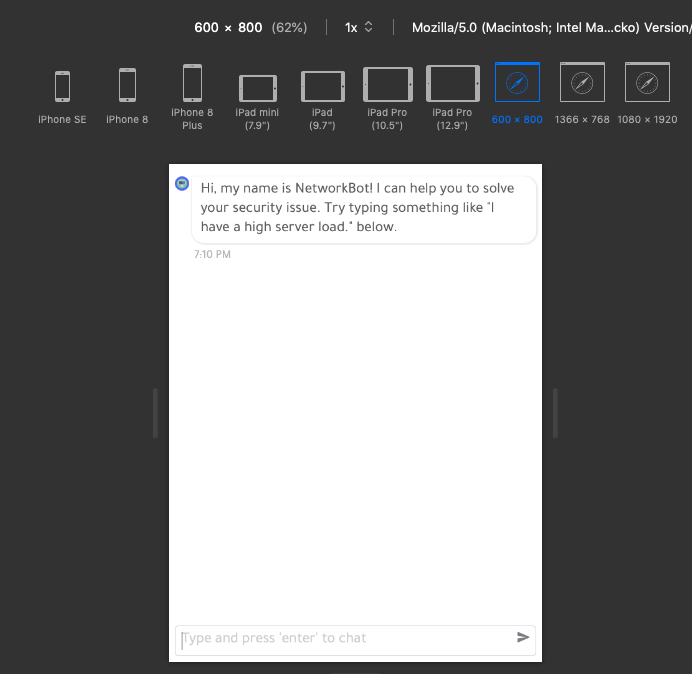 600 × 800 (62%) 1x Mozilla/5.0 (Macintosh; Intel Ma...cko) Version/
iPhone SE
iPhone 8
iPhone 8
Plus
iPad mini
(7.9")
iPad
(9.7")
iPad Pro
(10.5")
iPad Pro
(12.9")
600 × 800
1366 × 768
1080 × 1920
Hi, my name is NetworkBot! I can help you to solve
your security issue. Try typing something like "I
have a high server load." below.
7:10 PM
Type and press 'enter' to chat